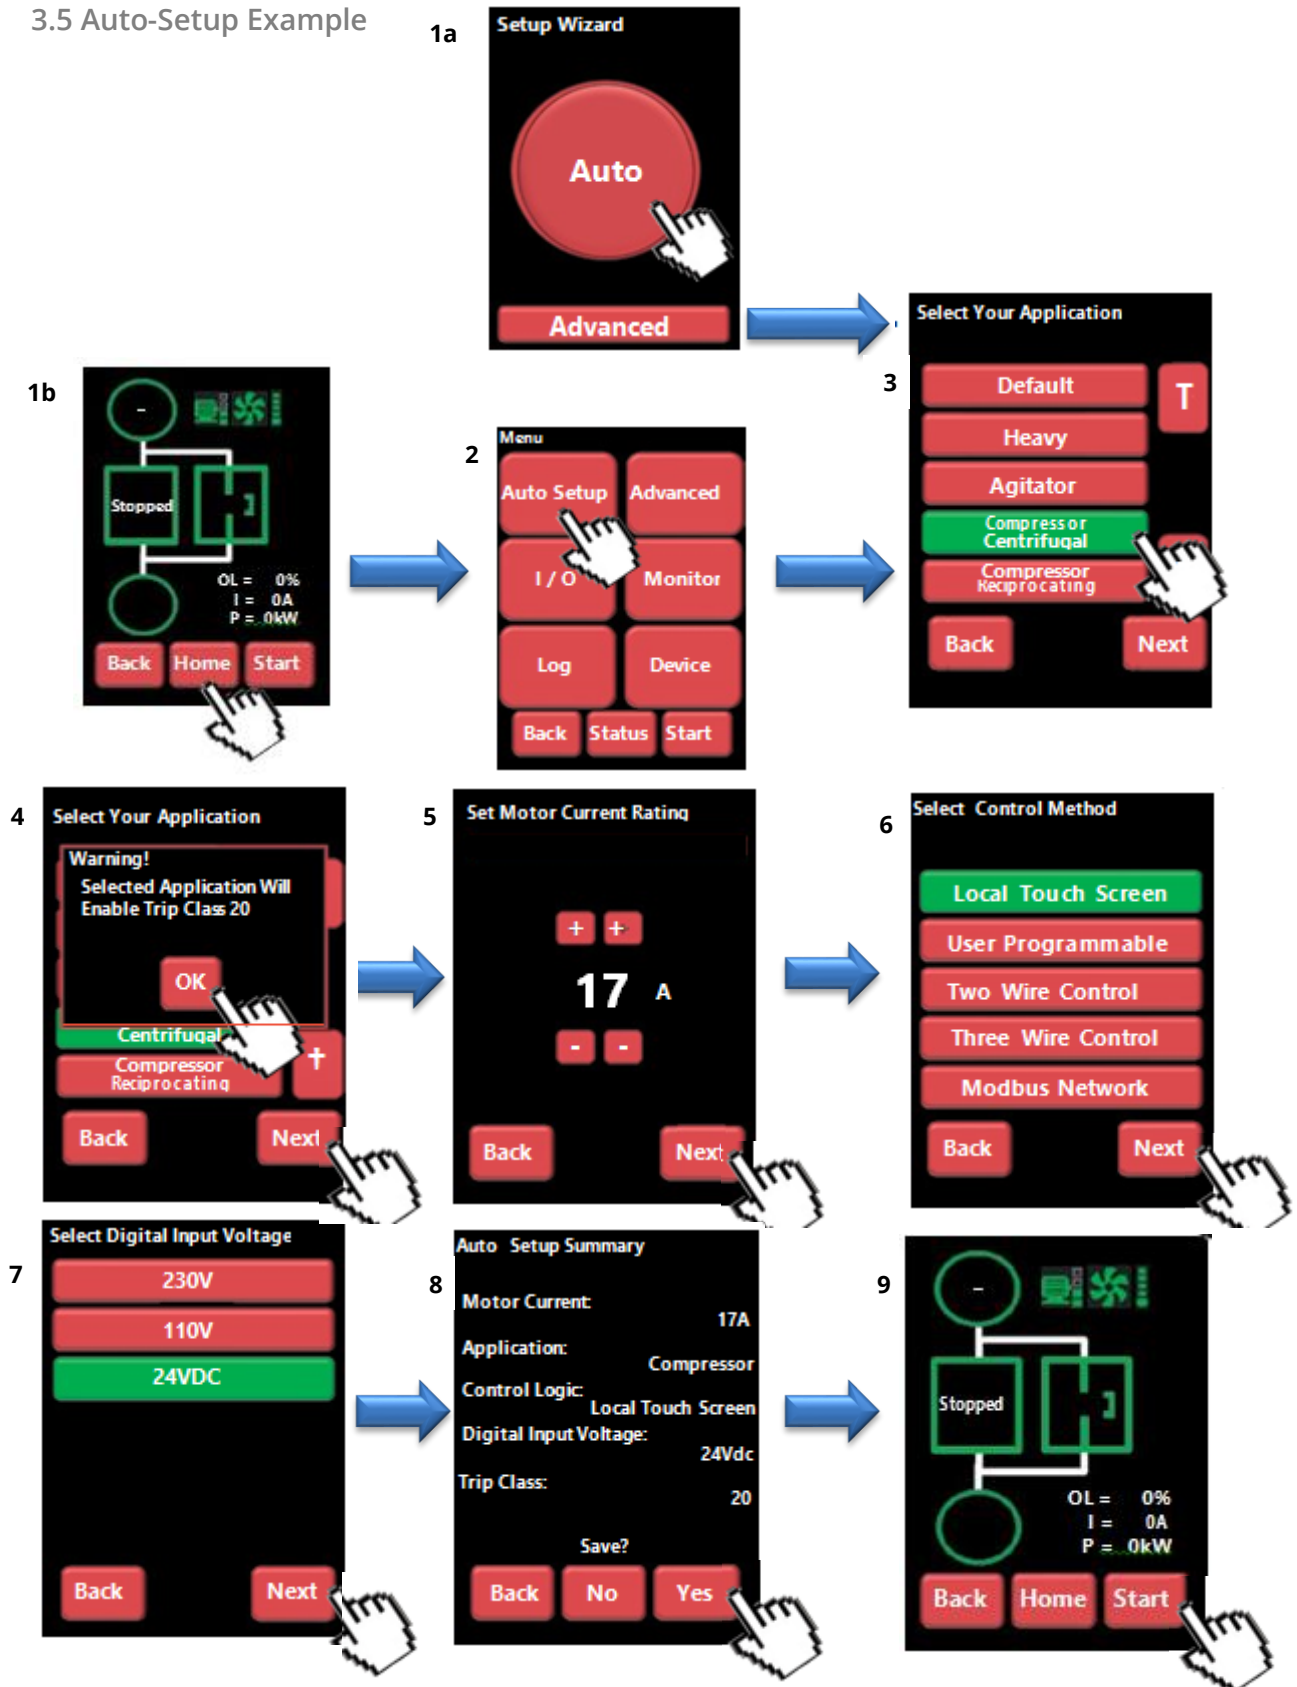 3.5 Auto-Setup Example
1a
Setup Wizard
Auto
Advanced
1b
-
Stopped
OL = 0%
I = 0A
P = 0kW
Back Home Start
2
Menu
Auto Setup Advanced
I / O Monitor
Log Device
Back Status Start
3
Select Your Application
Default
Heavy
Agitator
Compressor
Centrifugal
Compressor
Reciprocating
Back Next
4
Select Your Application
Warning!
Selected Application Will
Enable Trip Class 20
OK
Centrifugal
Compressor
Reciprocating
Back Next
5
Set Motor Current Rating
+ +
17 A
- -
Back Next
6
Select Control Method
Local Touch Screen
User Programmable
Two Wire Control
Three Wire Control
Modbus Network
Back Next
7
Select Digital Input Voltage
230V
110V
24VDC
Back Next
8
Auto Setup Summary
Motor Current:
17A
Application:
Compressor
Control Logic:
Local Touch Screen
Digital Input Voltage:
24Vdc
Trip Class:
20
Save?
Back No Yes
9
-
Stopped
OL = 0%
I = 0A
P = 0kW
Back Home Start